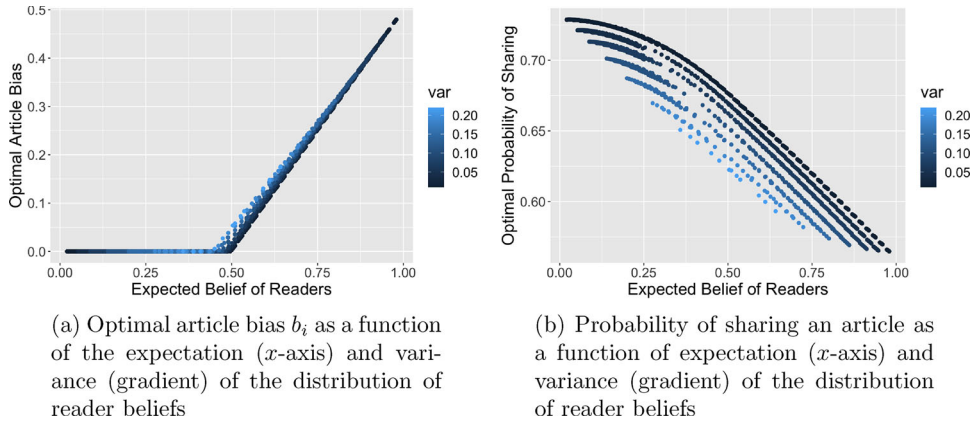 Optimal Article Bias
0.5
0.4
0.3
0.2
0.1
0.0
0.00 0.25 0.50 0.75 1.00
Expected Belief of Readers
var
0.20
0.15
0.10
0.05
(a) Optimal article bias bᵢ as a function
of the expectation (x-axis) and vari-
ance (gradient) of the distribution of
reader beliefs
Optimal Probability of Sharing
0.70
0.65
0.60
0.00 0.25 0.50 0.75 1.00
Expected Belief of Readers
var
0.20
0.15
0.10
0.05
(b) Probability of sharing an article as
a function of expectation (x-axis) and
variance (gradient) of the distribution
of reader beliefs